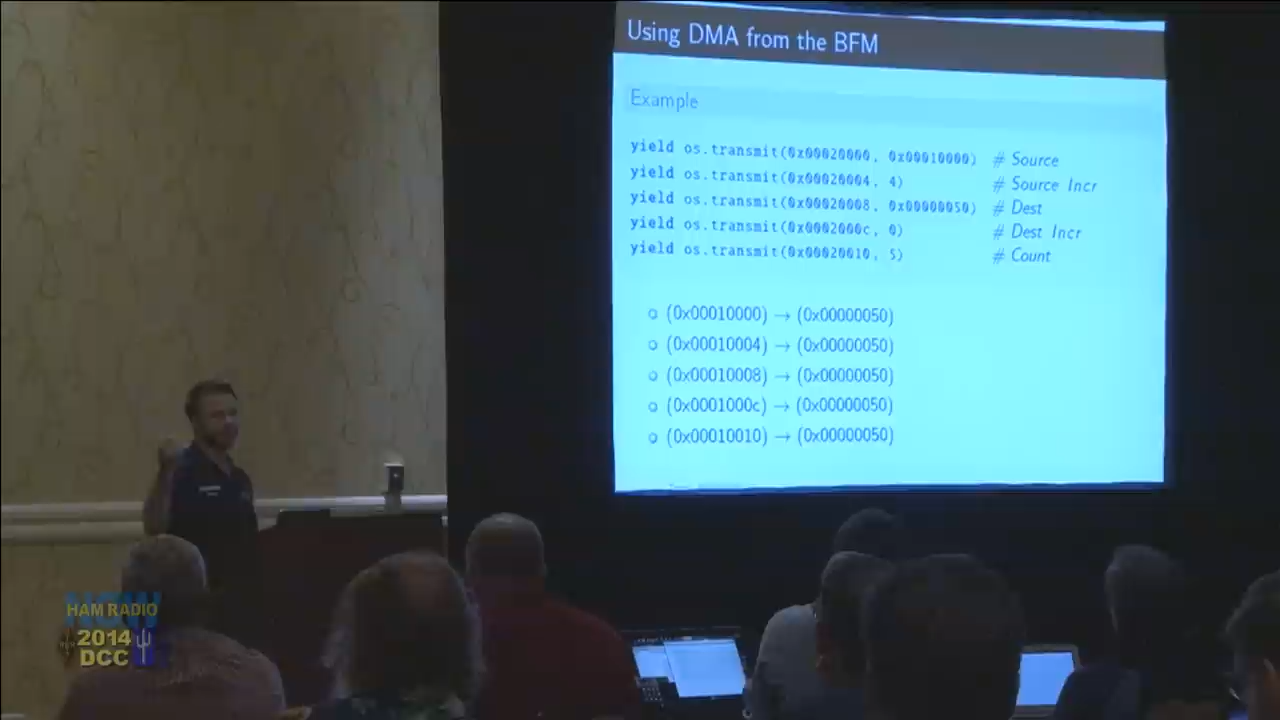 Using DMA from the BFM
Example
yield os.transmit(0x00020000, 0x00010000) # Source
yield os.transmit(0x00020004, 4) # Source Incr
yield os.transmit(0x00020008, 0x00000050) # Dest
yield os.transmit(0x0002000c, 0) # Dest Incr
yield os.transmit(0x00020010, 5) # Count
(0x00010000) → (0x00000050)
(0x00010004) → (0x00000050)
(0x00010008) → (0x00000050)
(0x0001000c) → (0x00000050)
(0x00010010) → (0x00000050)
NOW
HAM RADIO
2014
DCC